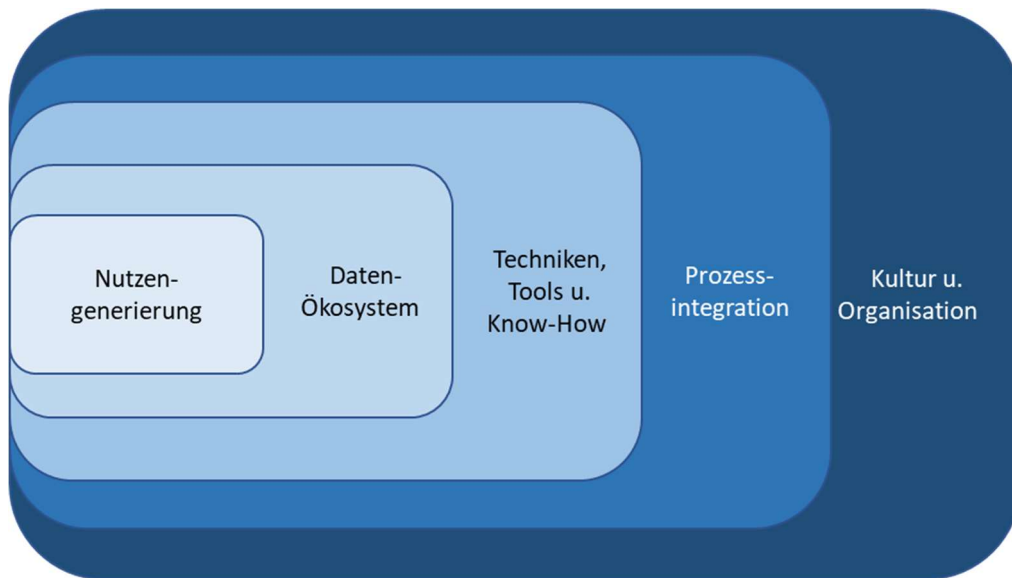 Nutzen-
generierung
Daten-
Ökosystem
Techniken,
Tools u.
Know-How
Prozess-
integration
Kultur u.
Organisation